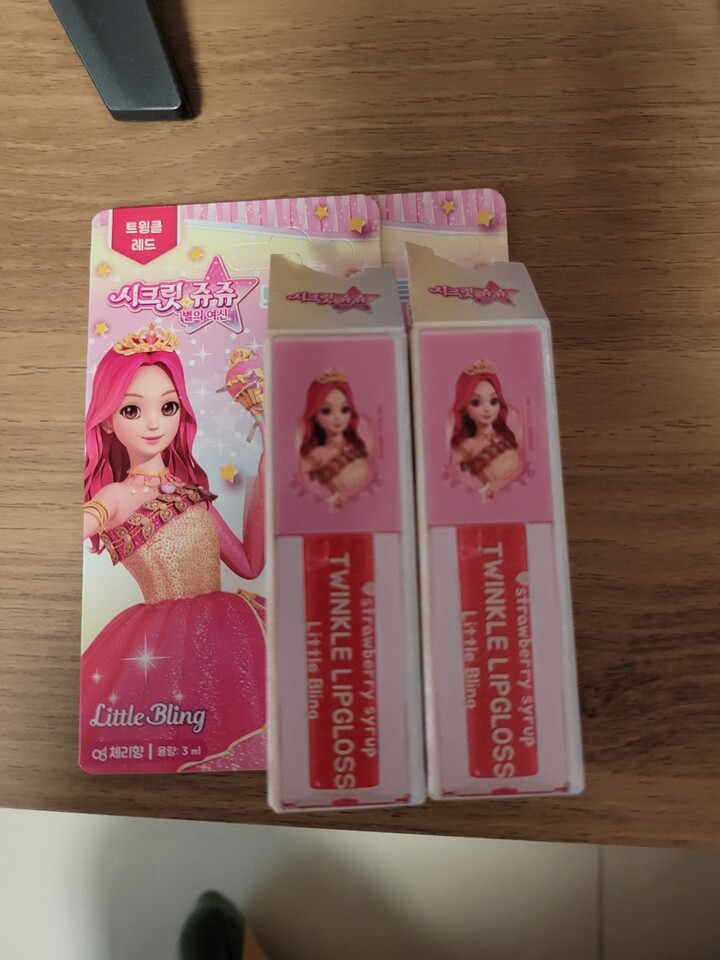 트윙클
레드
시크릿 쥬쥬
별의 여신
Little Bling
체리향 | 용량: 3 ml
시크릿 쥬쥬
strawberry syrup
TWINKLE LIPGLOSS
Little Bling
시크릿 쥬쥬
strawberry syrup
TWINKLE LIPGLOSS
Little Bling